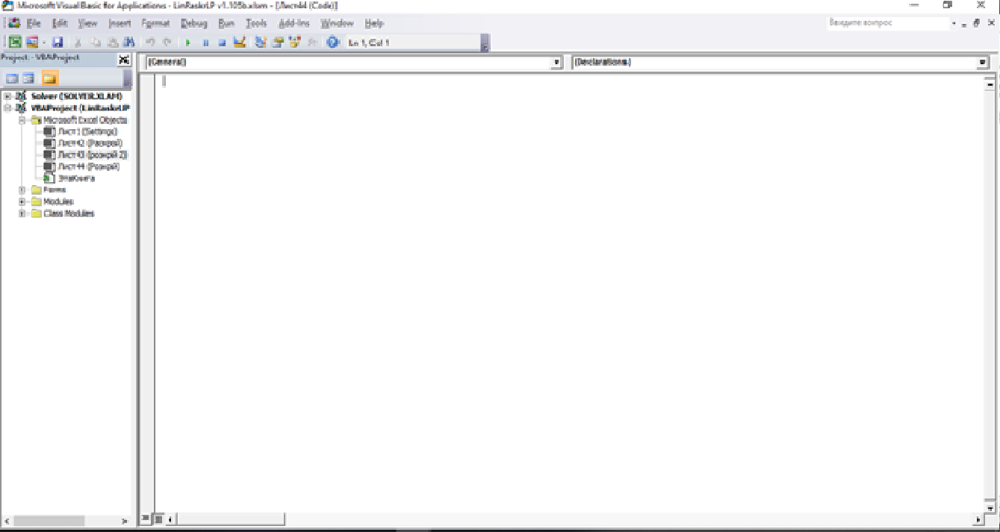 Microsoft Visual Basic for Applications - LinRaskrLP v1.105b.xlsm - [Лист44 (Code)]
File Edit View Insert Format Debug Run Tools Add-Ins Window Help
Введите вопрос
Ln 1, Col 1
Project - VBAProject
(General)
(Declarations)
Solver (SOLVER.XLAM)
VBAProject (LinRaskrLP
Microsoft Excel Objects
Лист1 (Settings)
Лист42 (Раскрой)
Лист43 (розкрій 2)
Лист44 (Розкрій)
ЭтаКнига
Forms
Modules
Class Modules